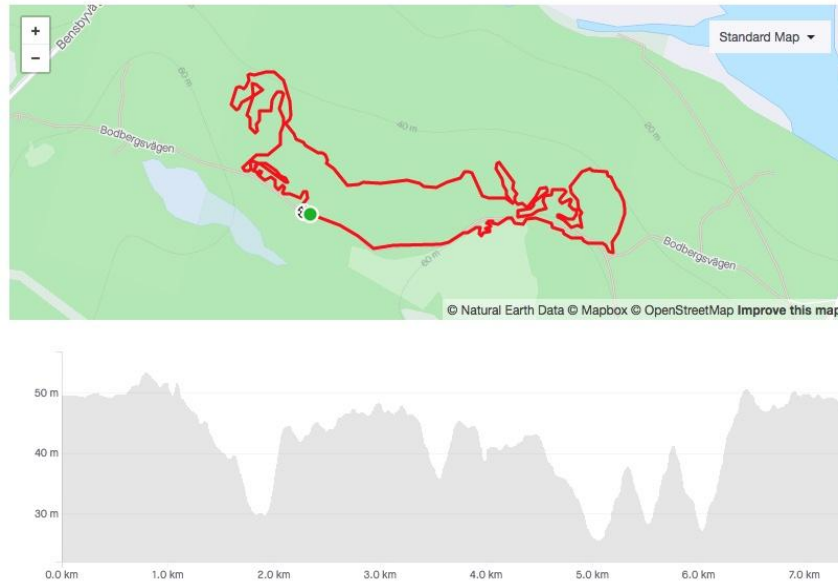 +
−
Bensbyvä
Standard Map
60 m
40 m
20 m
Bodbergsvägen
60 m
Bodbergsvägen
© Natural Earth Data © Mapbox © OpenStreetMap Improve this map
50 m
40 m
30 m
0.0 km 1.0 km 2.0 km 3.0 km 4.0 km 5.0 km 6.0 km 7.0 km